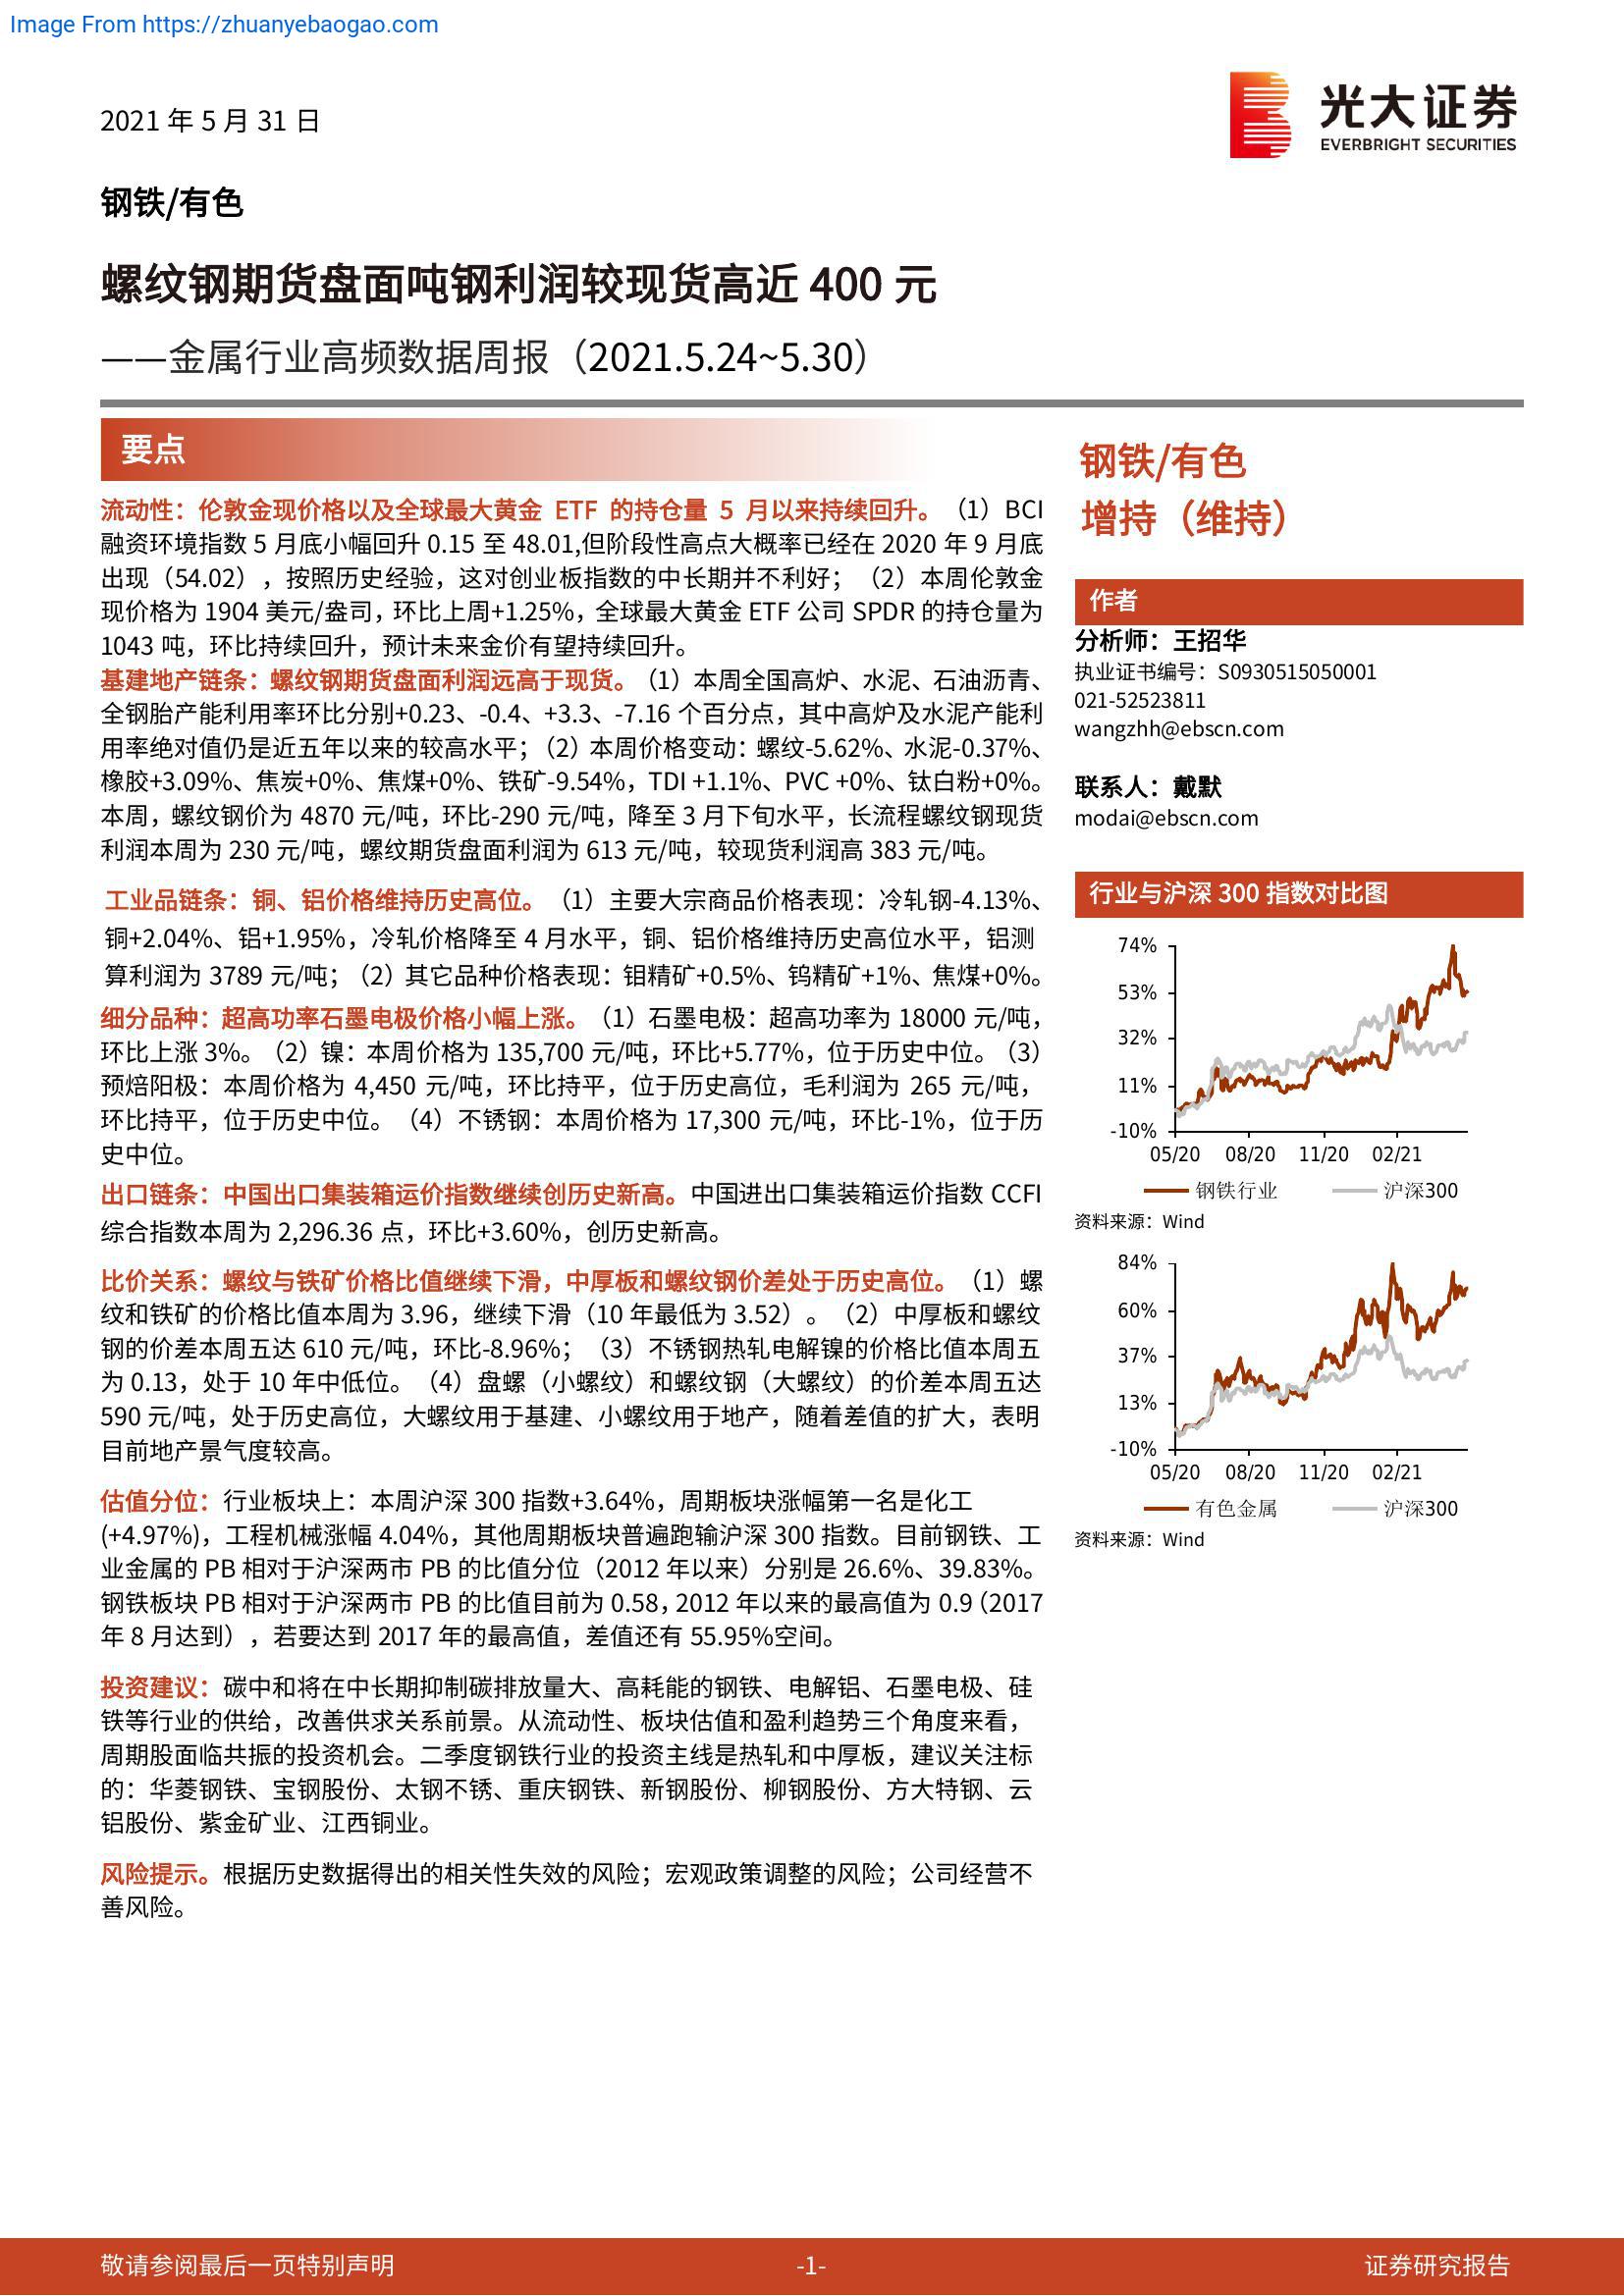 Image From https://zhuanyebaogao.com
2021 年 5 月 31 日
光大证券
EVERBRIGHT SECURITIES
钢铁/有色
螺纹钢期货盘面吨钢利润较现货高近 400 元
——金属行业高频数据周报（2021.5.24~5.30）
要点
流动性：伦敦金现价格以及全球最大黄金 ETF 的持仓量 5 月以来持续回升。（1）BCI
融资环境指数 5 月底小幅回升 0.15 至 48.01,但阶段性高点大概率已经在 2020 年 9 月底
出现（54.02），按照历史经验，这对创业板指数的中长期并不利好；（2）本周伦敦金
现价格为 1904 美元/盎司，环比上周+1.25%，全球最大黄金 ETF 公司 SPDR 的持仓量为
1043 吨，环比持续回升，预计未来金价有望持续回升。
基建地产链条：螺纹钢期货盘面利润远高于现货。（1）本周全国高炉、水泥、石油沥青、
全钢胎产能利用率环比分别+0.23、-0.4、+3.3、-7.16 个百分点，其中高炉及水泥产能利
用率绝对值仍是近五年以来的较高水平；（2）本周价格变动：螺纹-5.62%、水泥-0.37%、
橡胶+3.09%、焦炭+0%、焦煤+0%、铁矿-9.54%，TDI +1.1%、PVC +0%、钛白粉+0%。
本周，螺纹钢价为 4870 元/吨，环比-290 元/吨，降至 3 月下旬水平，长流程螺纹钢现货
利润本周为 230 元/吨，螺纹期货盘面利润为 613 元/吨，较现货利润高 383 元/吨。
工业品链条：铜、铝价格维持历史高位。（1）主要大宗商品价格表现：冷轧钢-4.13%、
铜+2.04%、铝+1.95%，冷轧价格降至 4 月水平，铜、铝价格维持历史高位水平，铝测
算利润为 3789 元/吨；（2）其它品种价格表现：钼精矿+0.5%、钨精矿+1%、焦煤+0%。
细分品种：超高功率石墨电极价格小幅上涨。（1）石墨电极：超高功率为 18000 元/吨，
环比上涨 3%。（2）镍：本周价格为 135,700 元/吨，环比+5.77%，位于历史中位。（3）
预焙阳极：本周价格为 4,450 元/吨，环比持平，位于历史高位，毛利润为 265 元/吨，
环比持平，位于历史中位。（4）不锈钢：本周价格为 17,300 元/吨，环比-1%，位于历
史中位。
出口链条：中国出口集装箱运价指数继续创历史新高。中国进出口集装箱运价指数 CCFI
综合指数本周为 2,296.36 点，环比+3.60%，创历史新高。
比价关系：螺纹与铁矿价格比值继续下滑，中厚板和螺纹钢价差处于历史高位。（1）螺
纹和铁矿的价格比值本周为 3.96，继续下滑（10 年最低为 3.52）。（2）中厚板和螺纹
钢的价差本周五达 610 元/吨，环比-8.96%；（3）不锈钢热轧电解镍的价格比值本周五
为 0.13，处于 10 年中低位。（4）盘螺（小螺纹）和螺纹钢（大螺纹）的价差本周五达
590 元/吨，处于历史高位，大螺纹用于基建、小螺纹用于地产，随着差值的扩大，表明
目前地产景气度较高。
估值分位：行业板块上：本周沪深 300 指数+3.64%，周期板块涨幅第一名是化工
(+4.97%)，工程机械涨幅 4.04%，其他周期板块普遍跑输沪深 300 指数。目前钢铁、工
业金属的 PB 相对于沪深两市 PB 的比值分位（2012 年以来）分别是 26.6%、39.83%。
钢铁板块 PB 相对于沪深两市 PB 的比值目前为 0.58，2012 年以来的最高值为 0.9（2017
年 8 月达到），若要达到 2017 年的最高值，差值还有 55.95%空间。
投资建议：碳中和将在中长期抑制碳排放量大、高耗能的钢铁、电解铝、石墨电极、硅
铁等行业的供给，改善供求关系前景。从流动性、板块估值和盈利趋势三个角度来看，
周期股面临共振的投资机会。二季度钢铁行业的投资主线是热轧和中厚板，建议关注标
的：华菱钢铁、宝钢股份、太钢不锈、重庆钢铁、新钢股份、柳钢股份、方大特钢、云
铝股份、紫金矿业、江西铜业。
风险提示。根据历史数据得出的相关性失效的风险；宏观政策调整的风险；公司经营不
善风险。
钢铁/有色
增持（维持）
作者
分析师：王招华
执业证书编号：S0930515050001
021-52523811
wangzhh@ebscn.com
联系人：戴默
modai@ebscn.com
行业与沪深 300 指数对比图
74%
53%
32%
11%
-10%
05/20 08/20 11/20 02/21
钢铁行业 沪深300
资料来源：Wind
84%
60%
37%
13%
-10%
05/20 08/20 11/20 02/21
有色金属 沪深300
资料来源：Wind
敬请参阅最后一页特别声明 -1- 证券研究报告